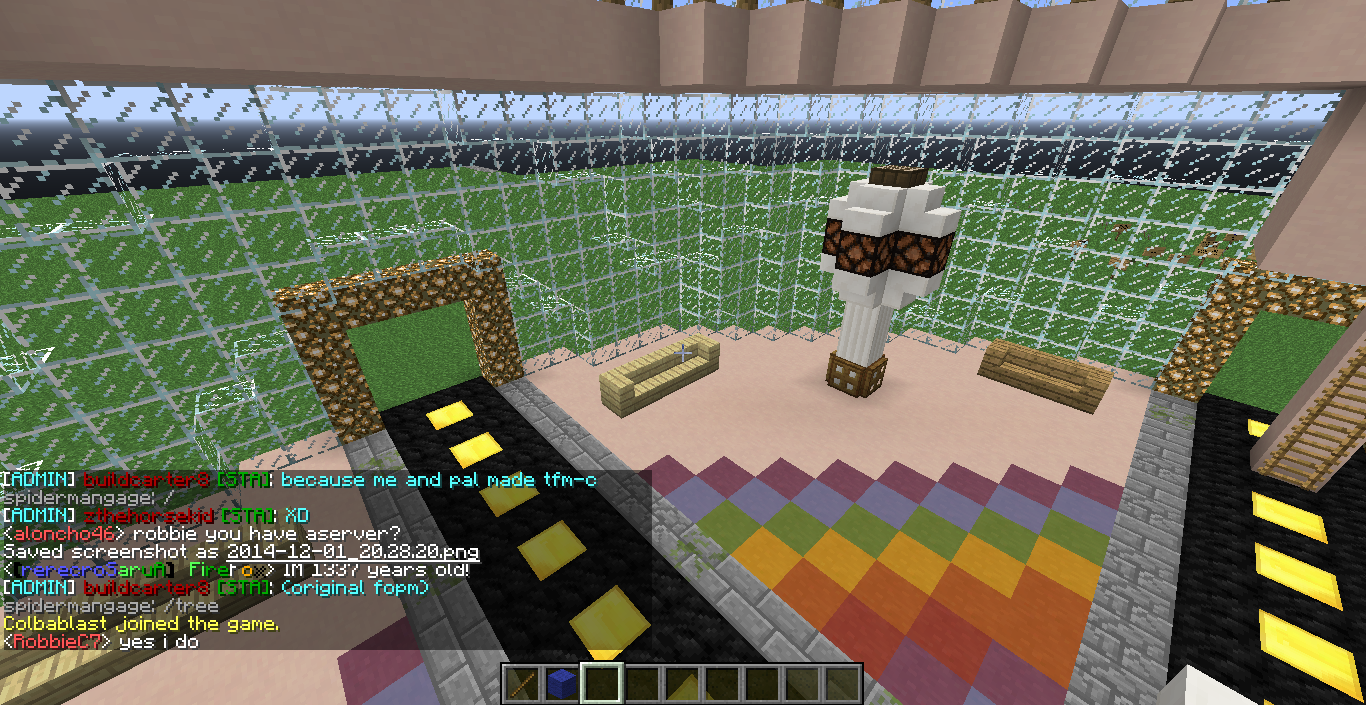 [ADMIN] buildcarter8 [STA]: because me and pal made tfm-c
spidermangage: /
[ADMIN] zthehorsekid [STA]: XD
<aloncho46> robbie you have aserver?
Saved screenshot as 2014-12-01_20.28.20.png
IM 1337 years old!
[ADMIN] buildcarter8 [STA]: (original fopm)
spidermangage: /tree
Colbablast joined the game.
<RobbieC7> yes i do